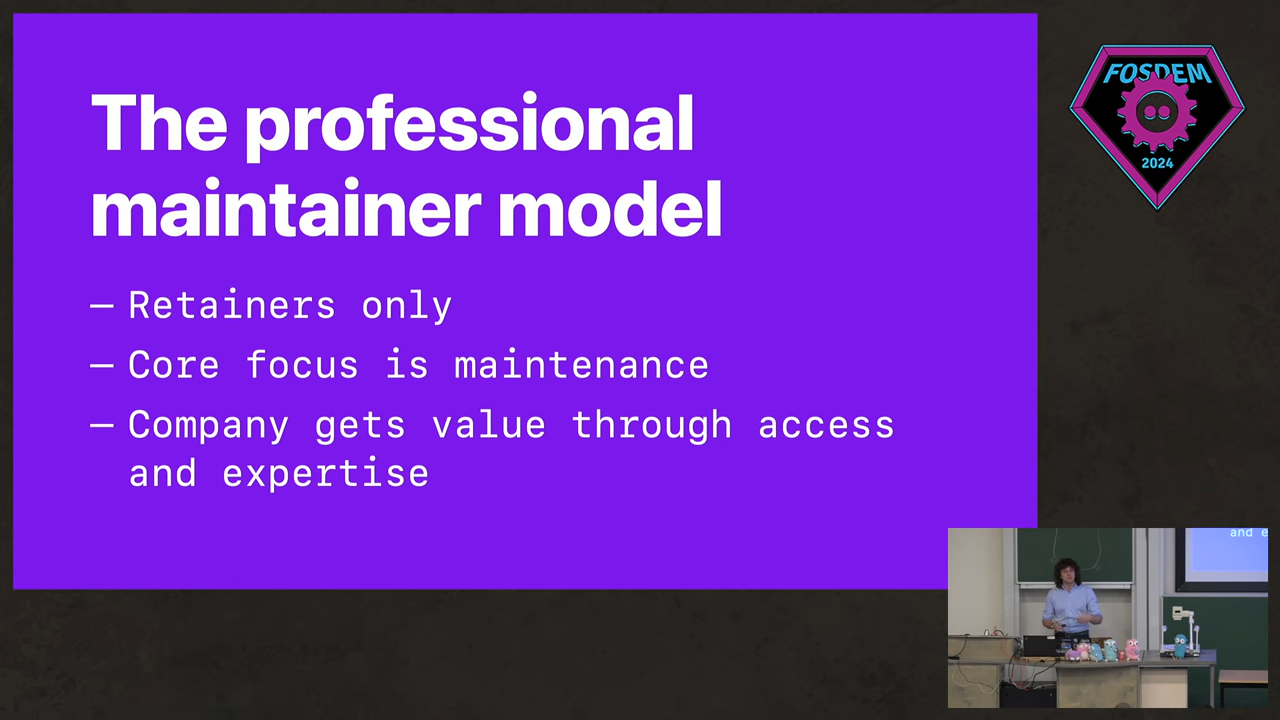 The professional
maintainer model
— Retainers only
— Core focus is maintenance
— Company gets value through access
and expertise
FOSDEM
2024
and e